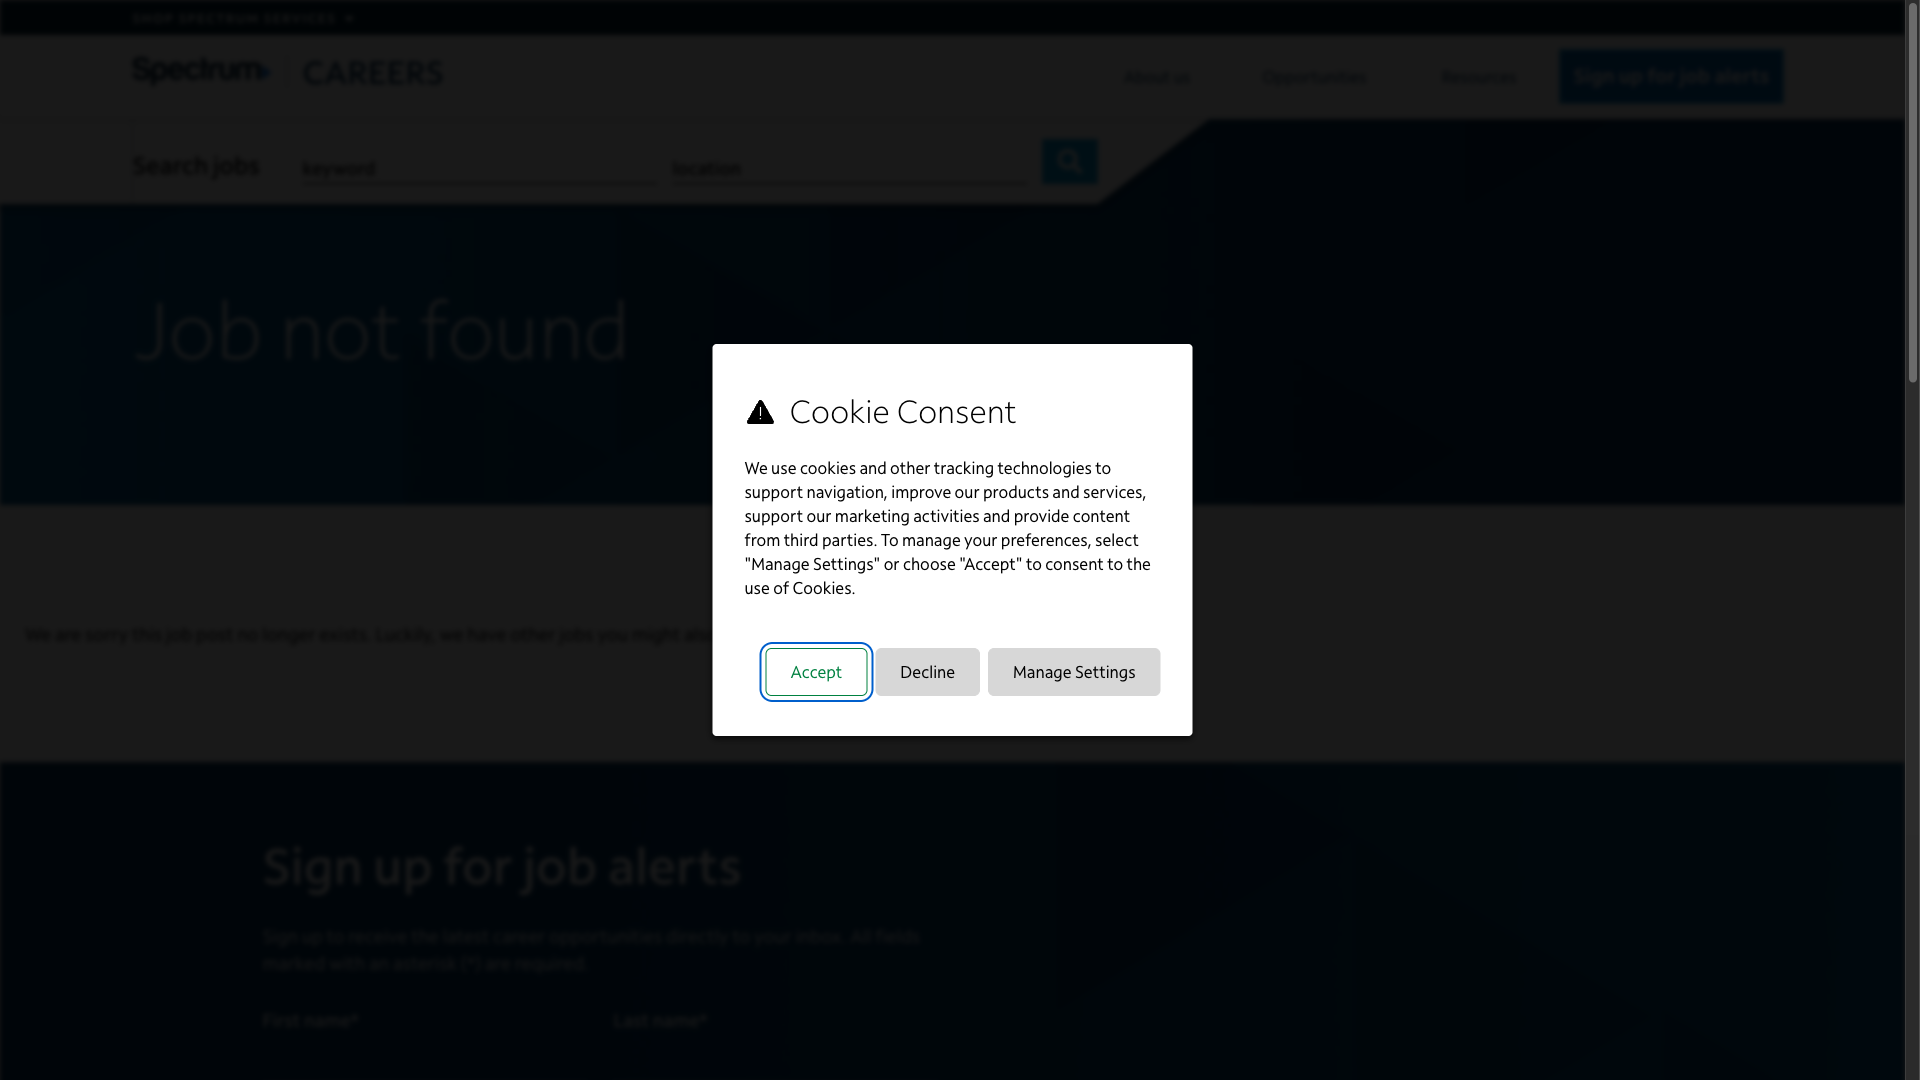 SHOP SPECTRUM SERVICES
Spectrum CAREERS
About us
Opportunities
Resources
Sign up for job alerts
Search jobs
keyword
location
Job not found
Cookie Consent
We use cookies and other tracking technologies to
support navigation, improve our products and services,
support our marketing activities and provide content
from third parties. To manage your preferences, select
"Manage Settings" or choose "Accept" to consent to the
use of Cookies.
We are sorry this job post no longer exists. Luckily, we have other jobs you might also
Accept
Decline
Manage Settings
Sign up for job alerts
Sign up to receive the latest career opportunities directly to your inbox. All fields
marked with an asterisk (*) are required.
First name*
Last name*